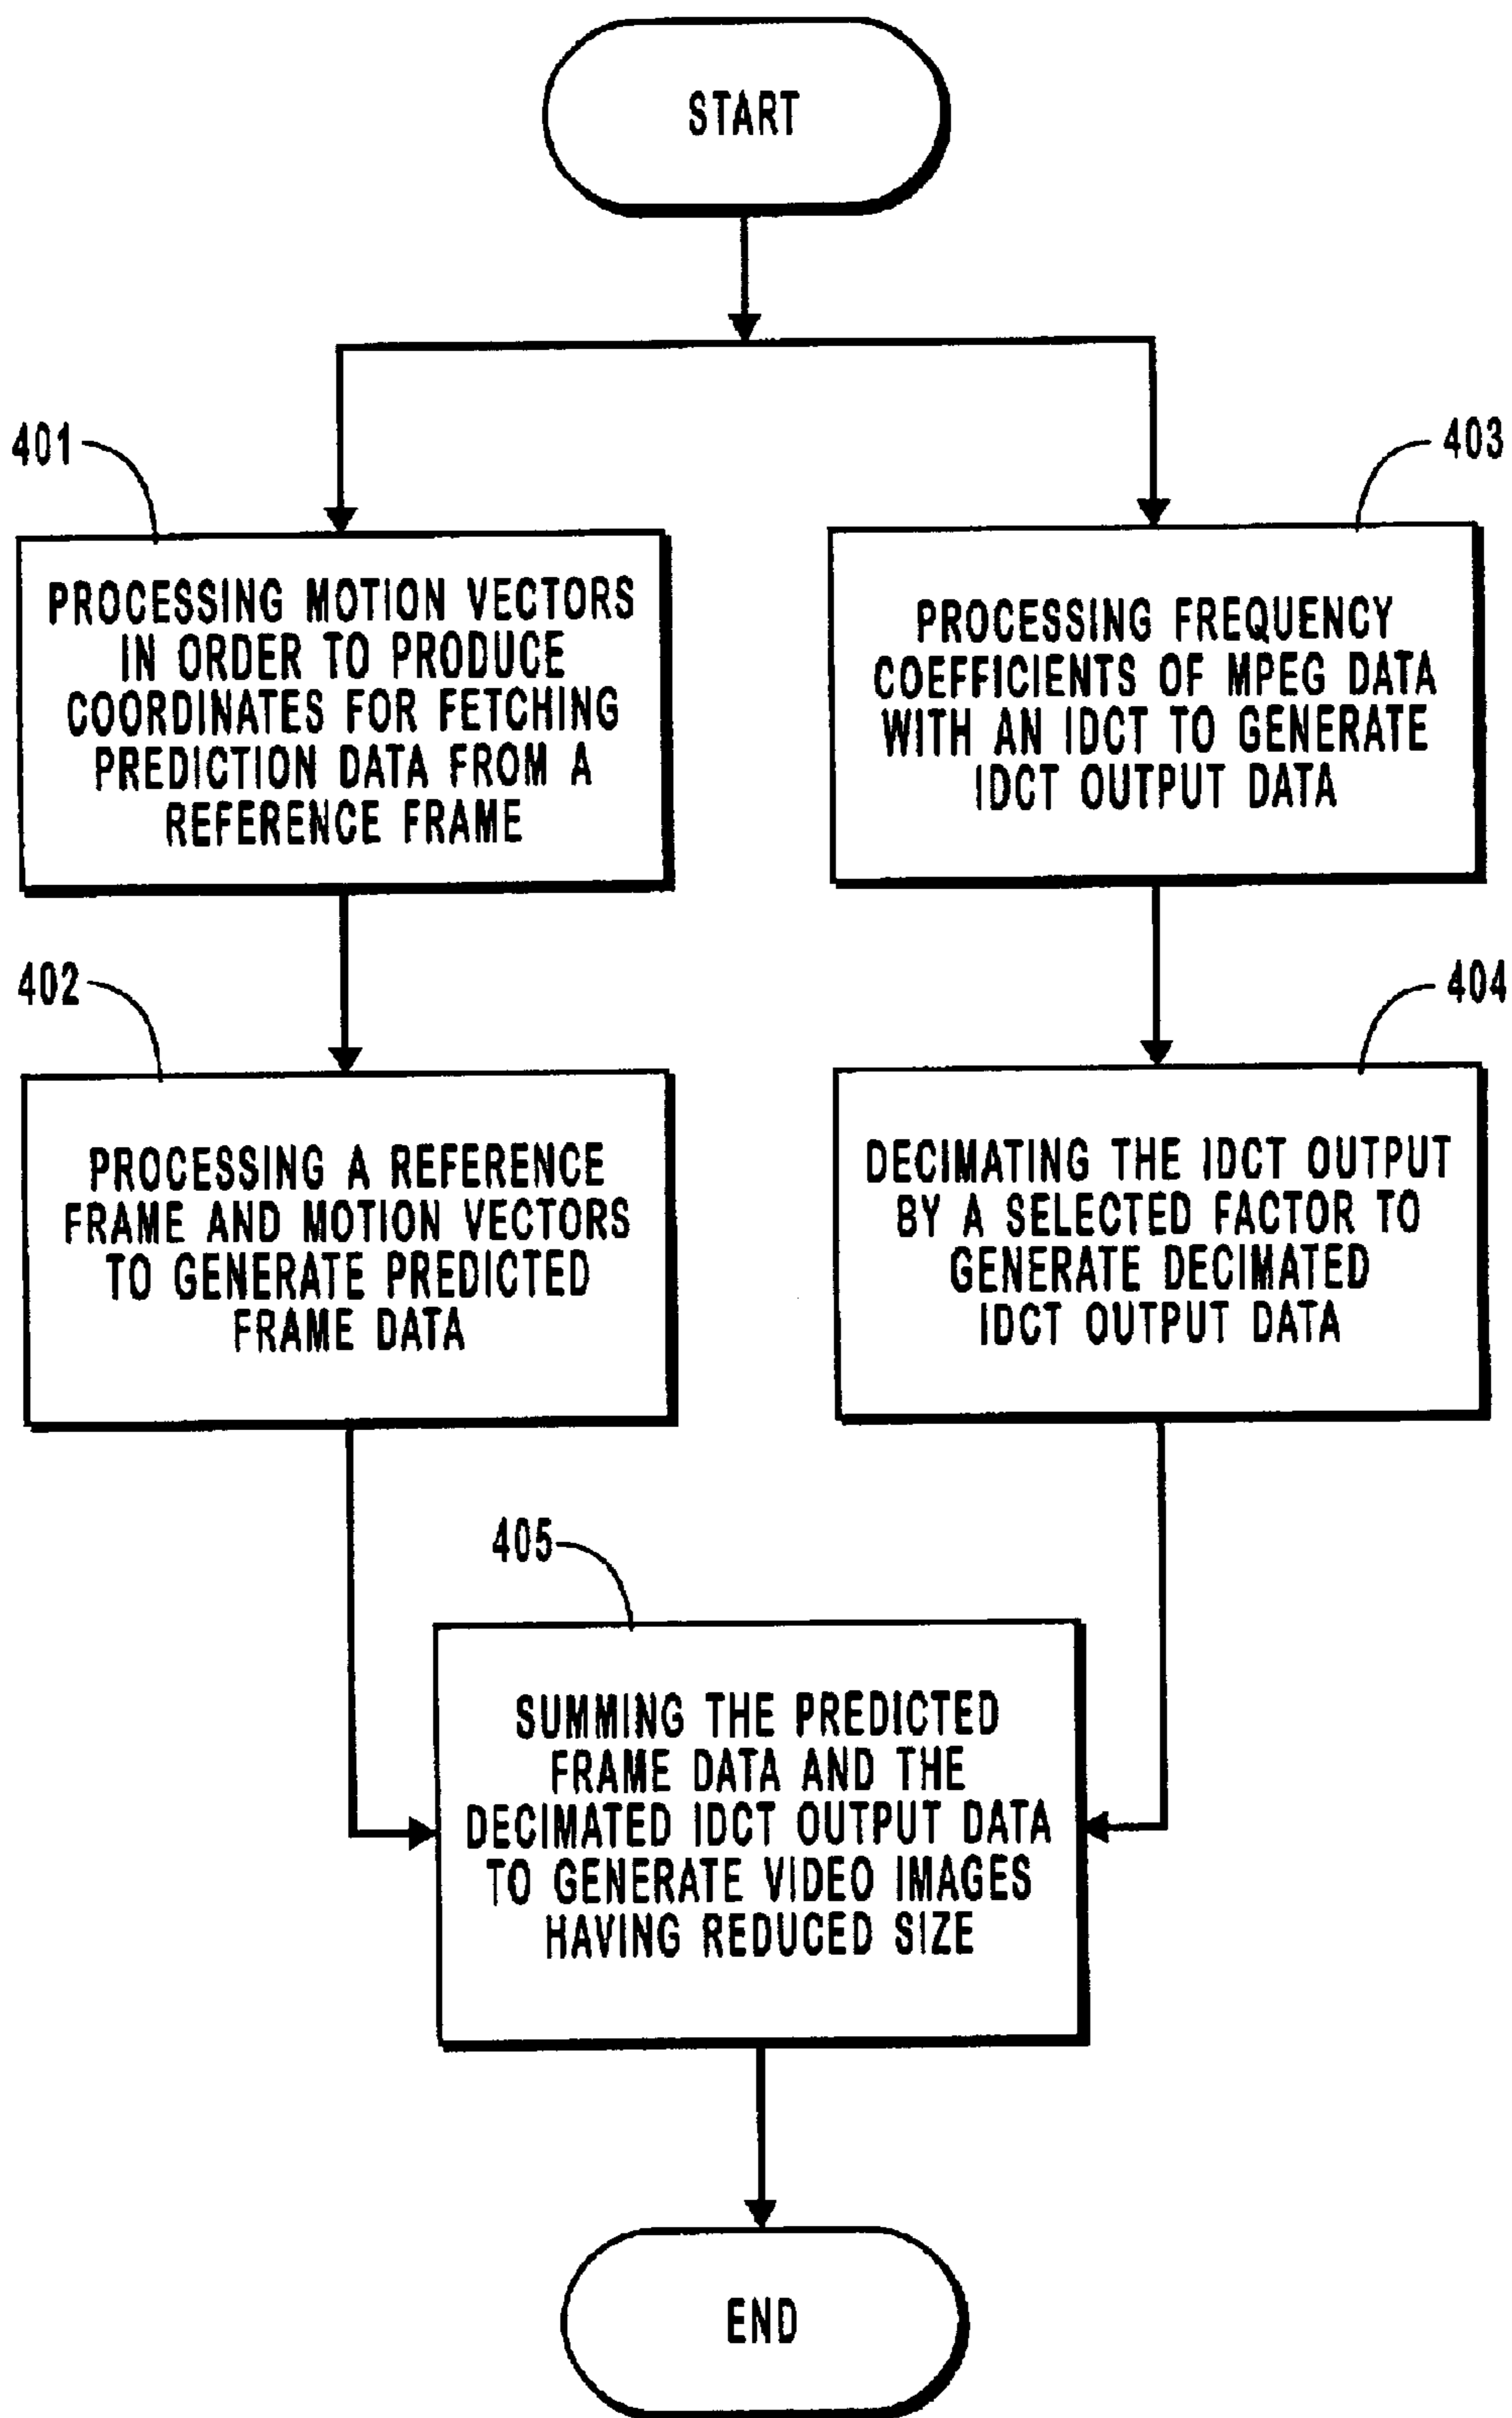 START
401
PROCESSING MOTION VECTORS
IN ORDER TO PRODUCE
COORDINATES FOR FETCHING
PREDICTION DATA FROM A
REFERENCE FRAME
403
PROCESSING FREQUENCY
COEFFICIENTS OF MPEG DATA
WITH AN IDCT TO GENERATE
IDCT OUTPUT DATA
402
PROCESSING A REFERENCE
FRAME AND MOTION VECTORS
TO GENERATE PREDICTED
FRAME DATA
404
DECIMATING THE IDCT OUTPUT
BY A SELECTED FACTOR TO
GENERATE DECIMATED
IDCT OUTPUT DATA
405
SUMMING THE PREDICTED
FRAME DATA AND THE
DECIMATED IDCT OUTPUT DATA
TO GENERATE VIDEO IMAGES
HAVING REDUCED SIZE
END